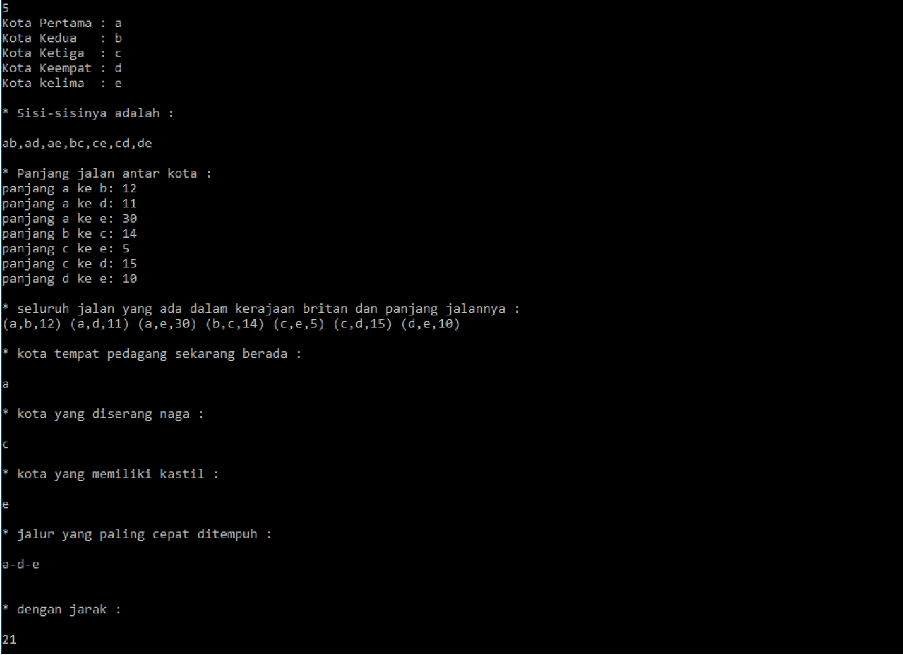 5
Kota Pertama : a
Kota Kedua   : b
Kota Ketiga  : c
Kota Keempat : d
Kota kelima  : e
* Sisi-sisinya adalah :
ab,ad,ae,bc,ce,cd,de
* Panjang jalan antar kota :
panjang a ke b: 12
panjang a ke d: 11
panjang a ke e: 30
panjang b ke c: 14
panjang c ke e: 5
panjang c ke d: 15
panjang d ke e: 10
* seluruh jalan yang ada dalam kerajaan britan dan panjang jalannya :
(a,b,12) (a,d,11) (a,e,30) (b,c,14) (c,e,5) (c,d,15) (d,e,10)
* kota tempat pedagang sekarang berada :
a
* kota yang diserang naga :
c
* kota yang memiliki kastil :
e
* jalur yang paling cepat ditempuh :
a-d-e
* dengan jarak :
21